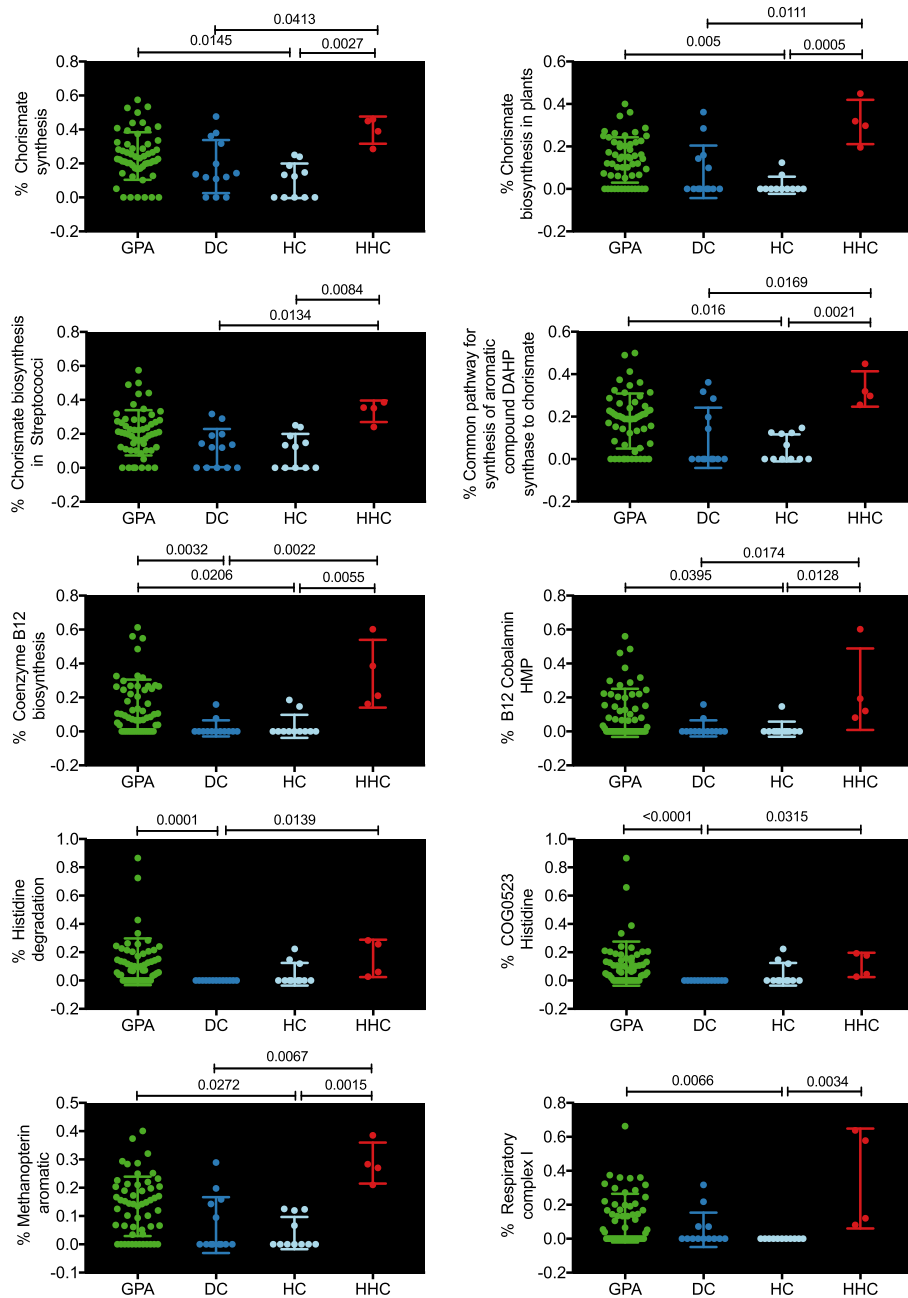 0.0413
0.0145
0.0027
0.8
0.6
0.4
0.2
0.0
-0.2
% Chorismate
synthesis
GPA DC HC HHC
0.0111
0.005
0.0005
0.6
0.4
0.2
0.0
-0.2
% Chorismate
biosynthesis in plants
GPA DC HC HHC
0.0084
0.0134
0.8
0.6
0.4
0.2
0.0
-0.2
% Chorismate biosynthesis
in Streptococci
GPA DC HC HHC
0.0169
0.016
0.0021
0.6
0.4
0.2
0.0
-0.2
% Common pathway for
synthesis of aromatic
compound DAHP
synthase to chorismate
GPA DC HC HHC
0.0032
0.0022
0.0206
0.0055
0.8
0.6
0.4
0.2
0.0
-0.2
% Coenzyme B12
biosynthesis
GPA DC HC HHC
0.0174
0.0395
0.0128
0.8
0.6
0.4
0.2
0.0
-0.2
% B12 Cobalamin
HMP
GPA DC HC HHC
0.0001
0.0139
1.0
0.8
0.6
0.4
0.2
0.0
-0.2
% Histidine
degradation
GPA DC HC HHC
<0.0001
0.0315
1.0
0.8
0.6
0.4
0.2
0.0
-0.2
% COG0523
Histidine
GPA DC HC HHC
0.0067
0.0272
0.0015
0.5
0.4
0.3
0.2
0.1
0.0
-0.1
% Methanopterin
aromatic
GPA DC HC HHC
0.0066
0.0034
0.8
0.6
0.4
0.2
0.0
-0.2
% Respiratory
complex I
GPA DC HC HHC